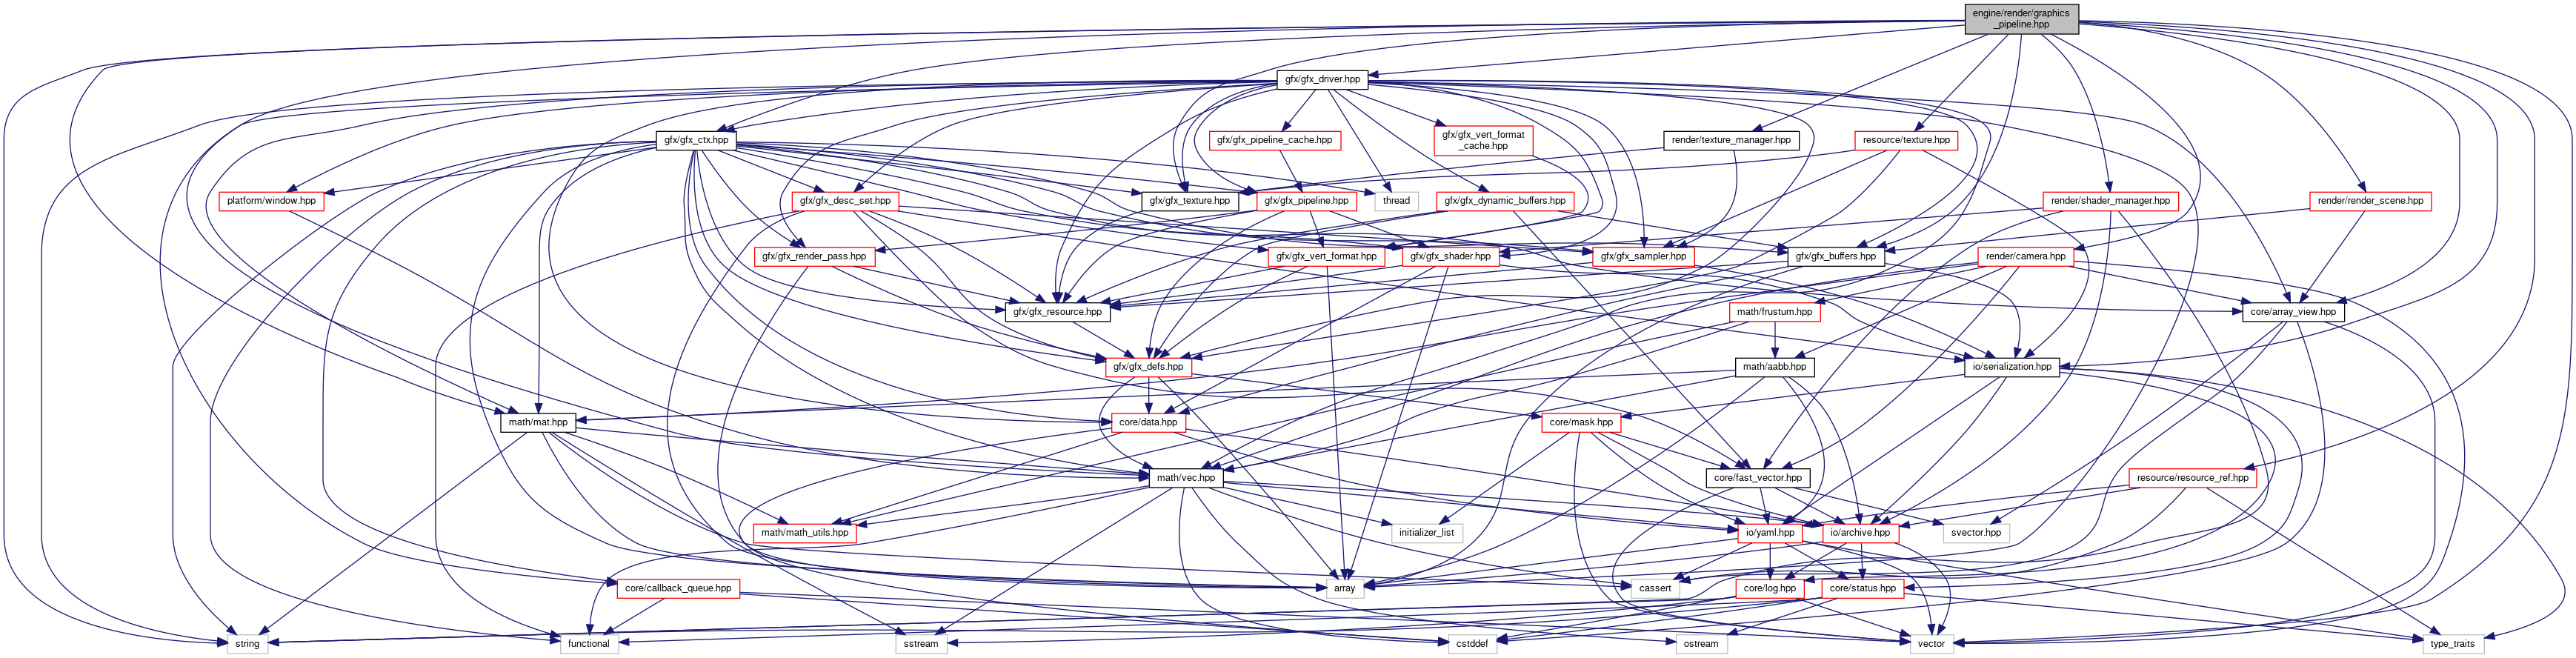 engine/render/graphics
_pipeline.hpp
gfx/gfx_driver.hpp
gfx/gfx_ctx.hpp
gfx/gfx_pipeline_cache.hpp
gfx/gfx_vert_format
_cache.hpp
render/texture_manager.hpp
resource/texture.hpp
platform/window.hpp
gfx/gfx_desc_set.hpp
gfx/gfx_texture.hpp
gfx/gfx_pipeline.hpp
thread
gfx/gfx_dynamic_buffers.hpp
render/shader_manager.hpp
render/render_scene.hpp
gfx/gfx_render_pass.hpp
gfx/gfx_vert_format.hpp
gfx/gfx_shader.hpp
gfx/gfx_sampler.hpp
gfx/gfx_buffers.hpp
render/camera.hpp
gfx/gfx_resource.hpp
math/frustum.hpp
core/array_view.hpp
gfx/gfx_defs.hpp
math/aabb.hpp
io/serialization.hpp
math/mat.hpp
core/data.hpp
core/mask.hpp
math/vec.hpp
core/fast_vector.hpp
resource/resource_ref.hpp
math/math_utils.hpp
initializer_list
io/yaml.hpp
io/archive.hpp
svector.hpp
core/callback_queue.hpp
array
cassert
core/log.hpp
core/status.hpp
string
functional
sstream
cstddef
ostream
vector
type_traits